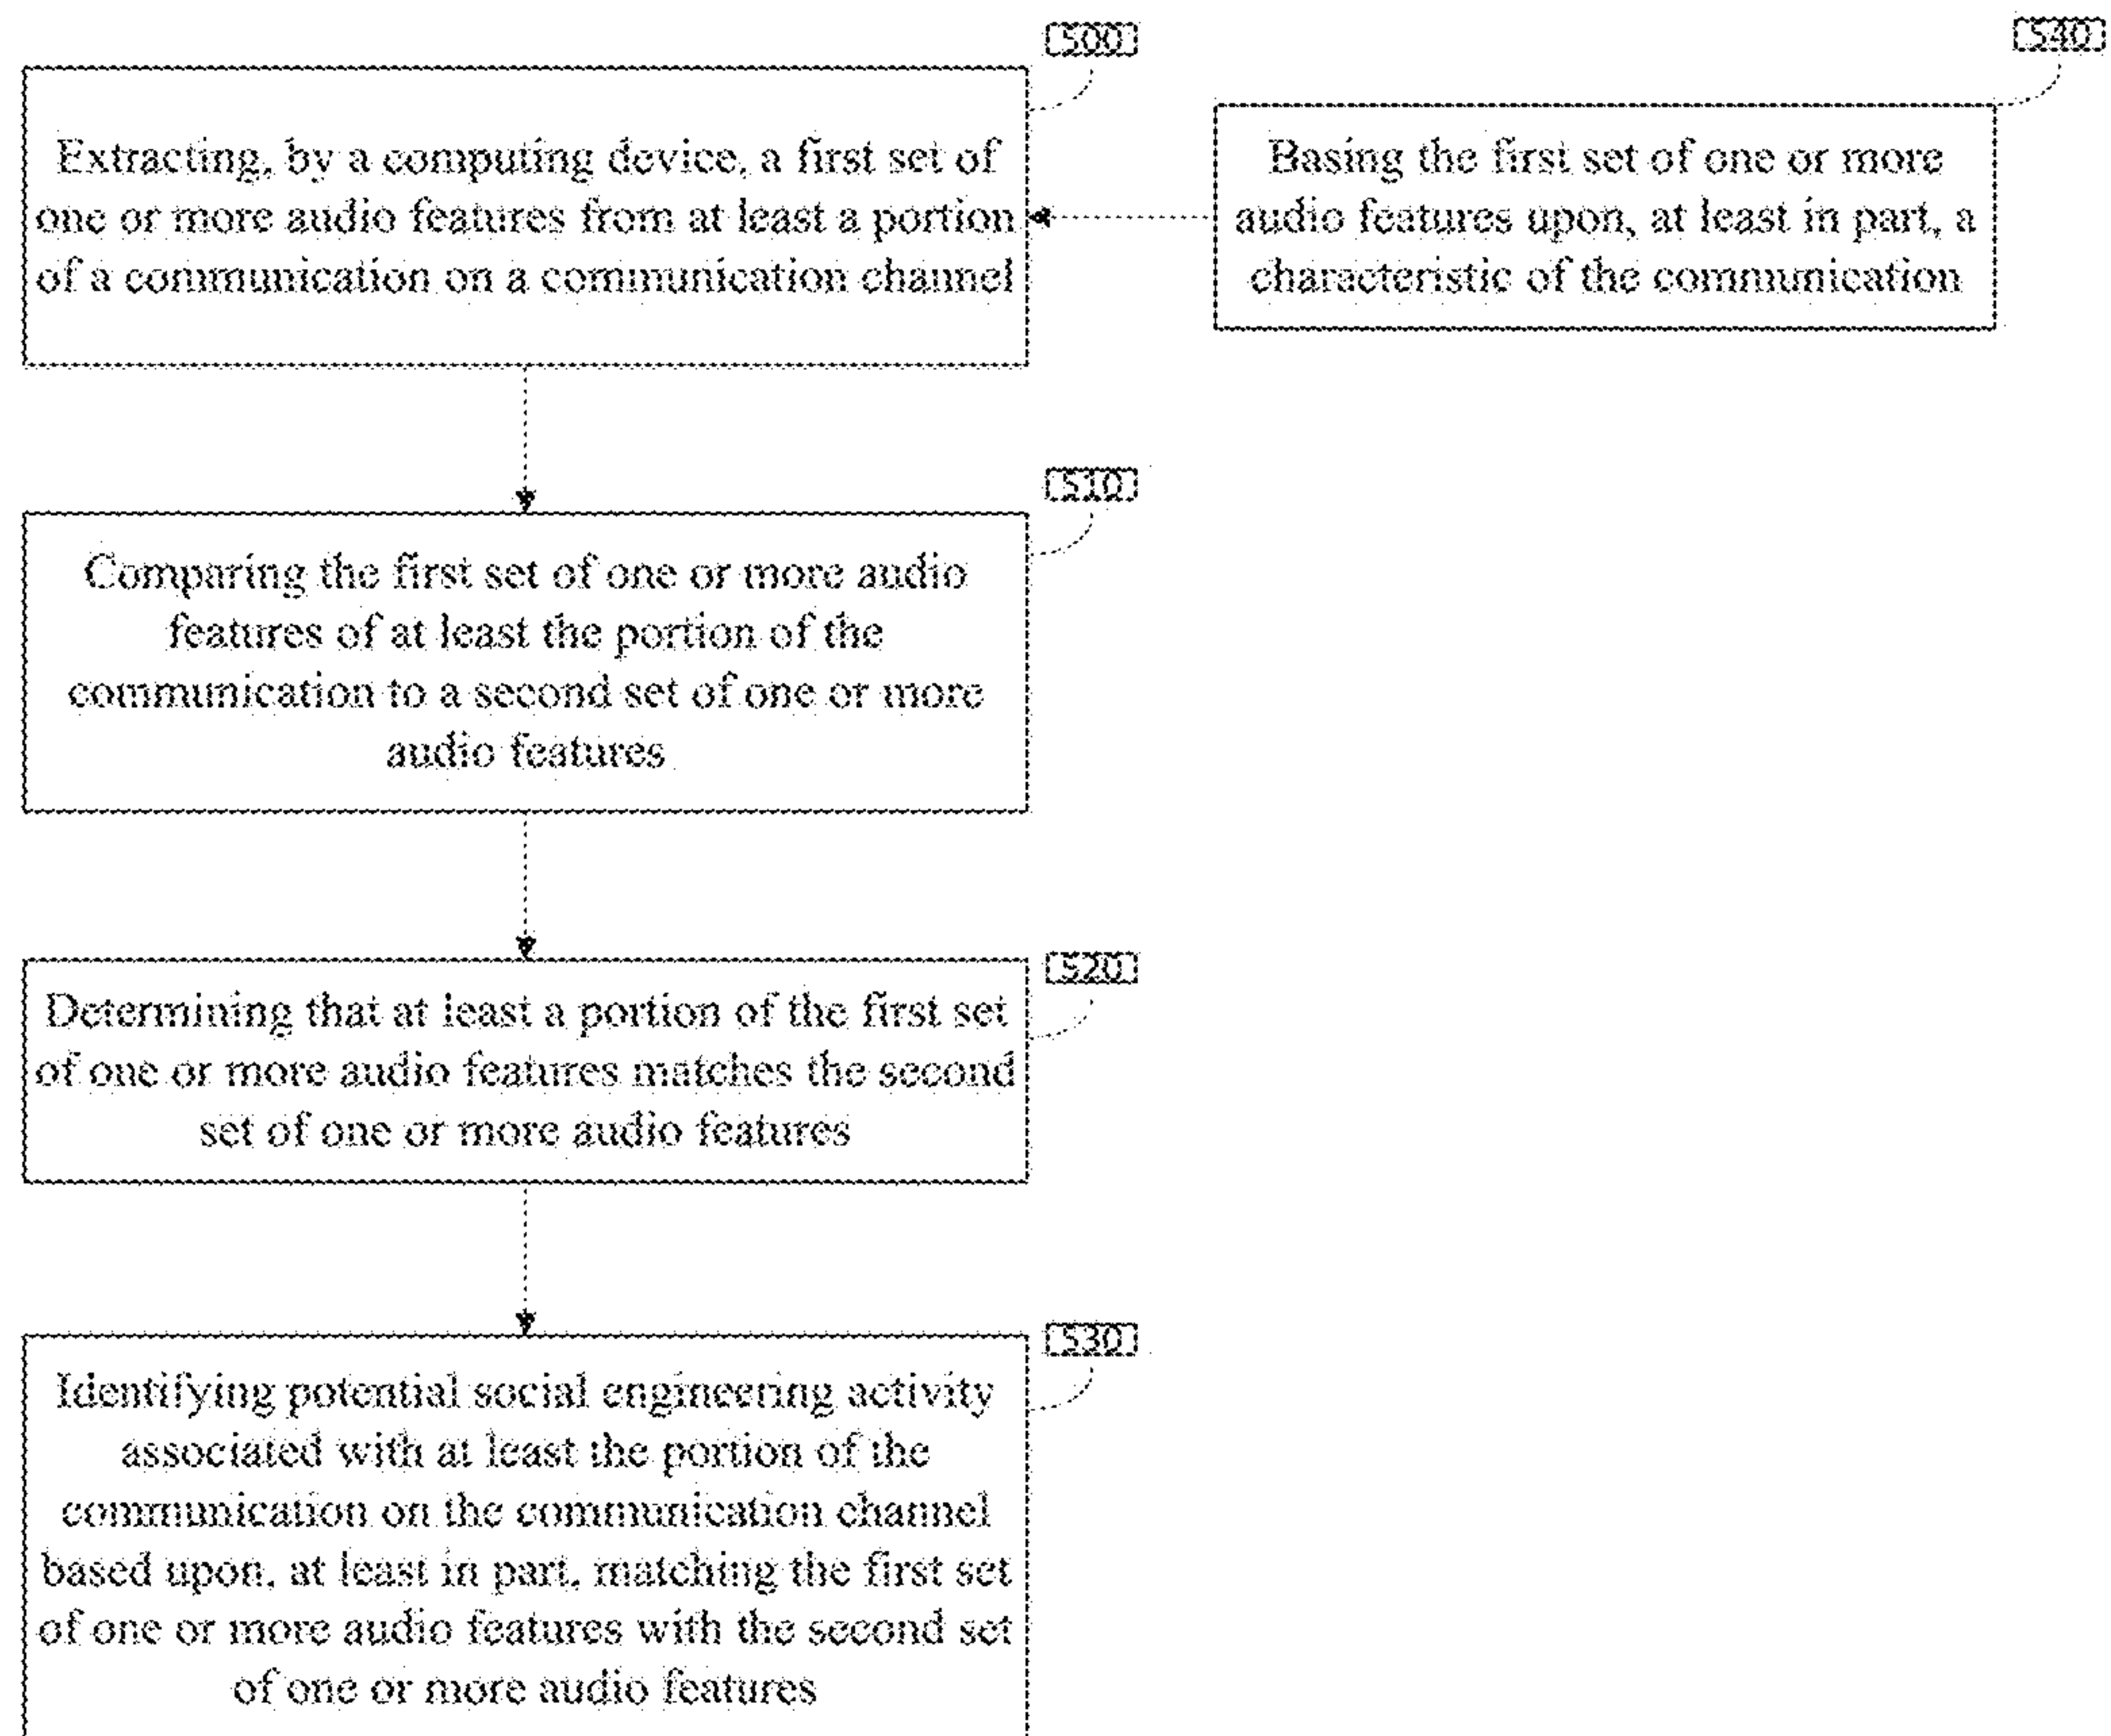 500
Extracting, by a computing device, a first set of
one or more audio features from at least a portion
of a communication on a communication channel
540
Basing the first set of one or more
audio features upon, at least in part, a
characteristic of the communication
510
Comparing the first set of one or more audio
features of at least the portion of the
communication to a second set of one or more
audio features
520
Determining that at least a portion of the first set
of one or more audio features matches the second
set of one or more audio features
530
Identifying potential social engineering activity
associated with at least the portion of the
communication on the communication channel
based upon, at least in part, matching the first set
of one or more audio features with the second set
of one or more audio features